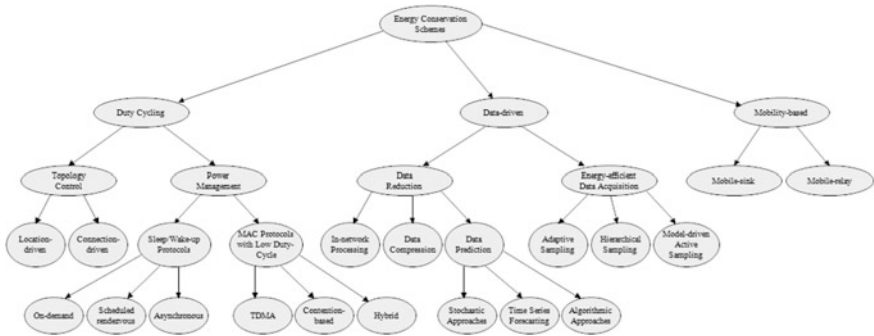 Energy Conservation
Schemes
Duty Cycling
Data-driven
Mobility-based
Topology
Control
Power
Management
Data
Reduction
Energy-efficient
Data Acquisition
Mobile-sink
Mobile-relay
Location-
driven
Connection-
driven
Sleep/Wake-up
Protocols
MAC Protocols
with Low Duty-
Cycle
In-network
Processing
Data
Compression
Data
Prediction
Adaptive
Sampling
Hierarchical
Sampling
Model-driven
Active
Sampling
On-demand
Scheduled
rendezvous
Asynchronous
TDMA
Contention-
based
Hybrid
Stochastic
Approaches
Time Series
Forecasting
Algorithmic
Approaches